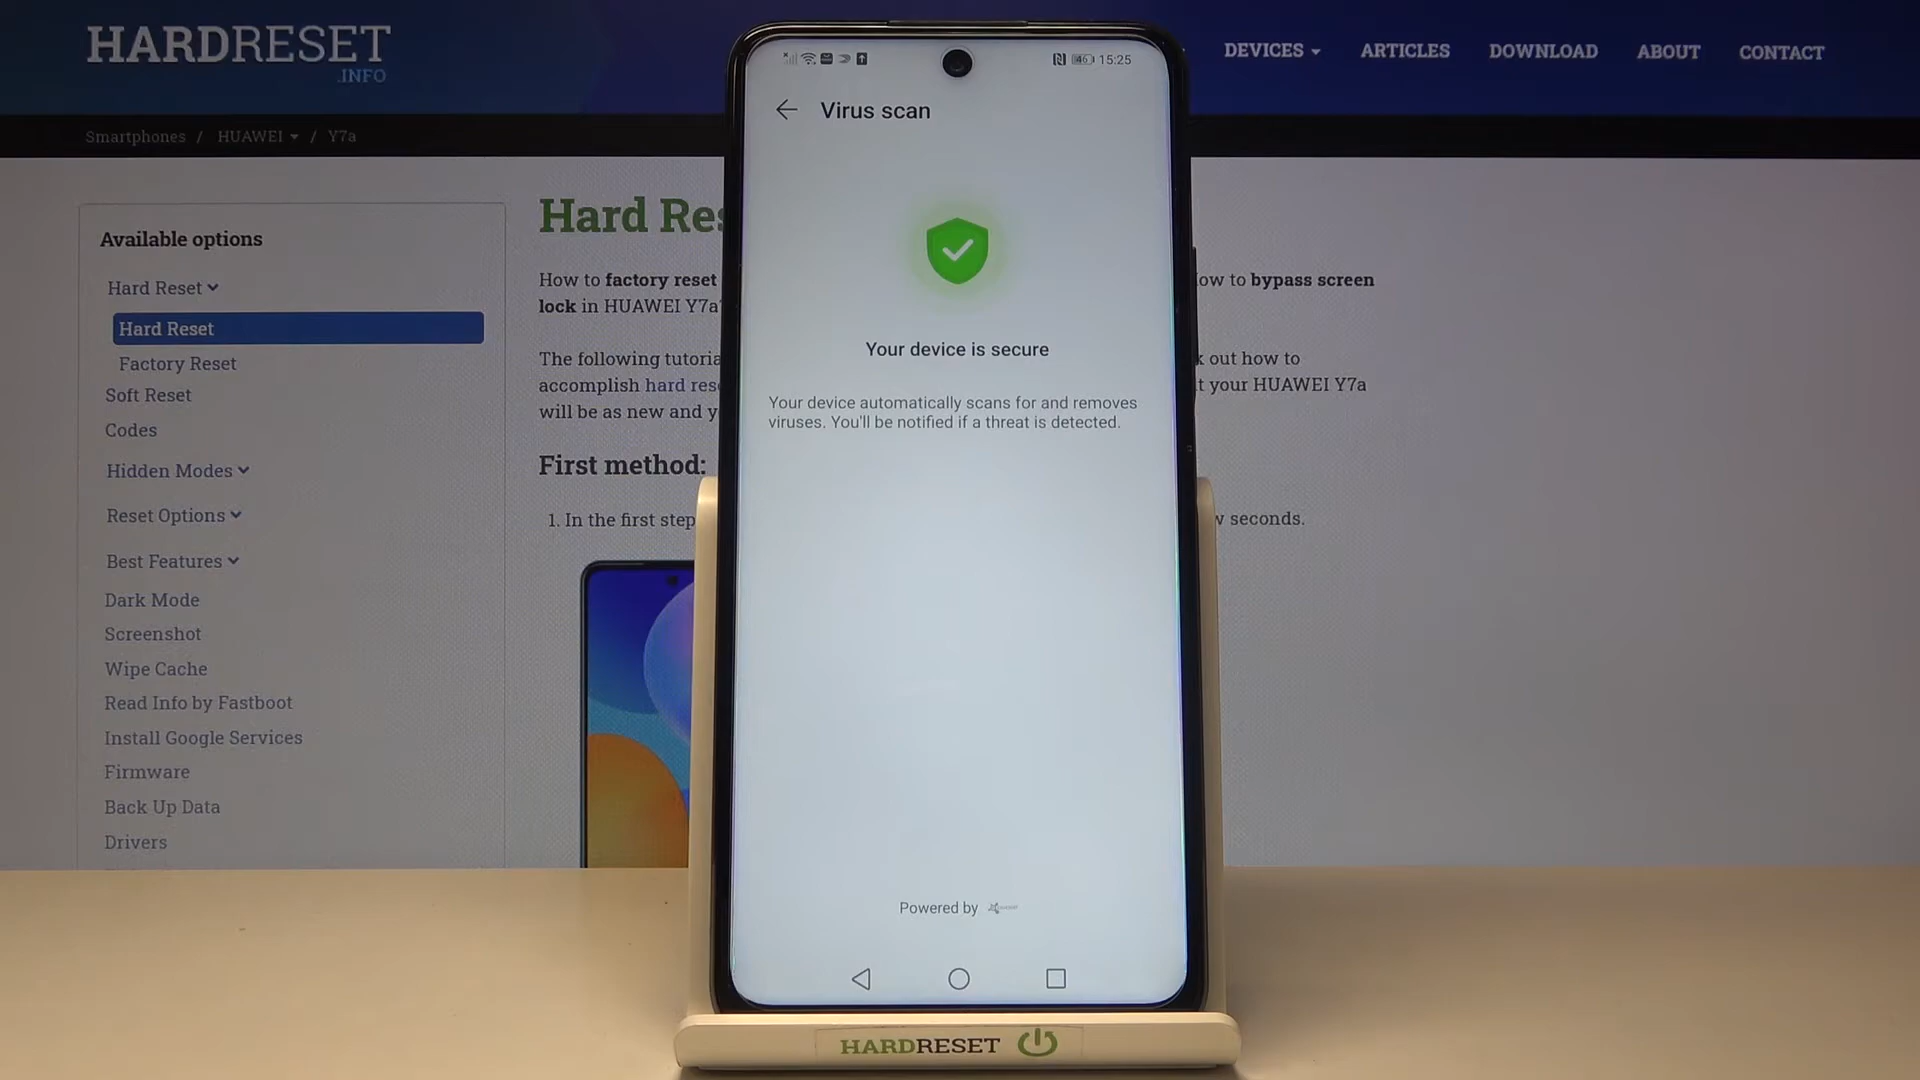 HARDRESET
.INFO
DEVICES
ARTICLES
DOWNLOAD
ABOUT
CONTACT
Smartphones / HUAWEI / Y7a
Available options
Hard Reset
Hard Reset
Factory Reset
Soft Reset
Codes
Hidden Modes
Reset Options
Best Features
Dark Mode
Screenshot
Wipe Cache
Read Info by Fastboot
Install Google Services
Firmware
Back Up Data
Drivers
Hard Res
How to factory reset
ow to bypass screen
lock in HUAWEI Y7a
The following tutoria
k out how to
accomplish hard res
t your HUAWEI Y7a
will be as new and y
First method:
1. In the first step
w seconds.
46 15:25
Virus scan
Your device is secure
Your device automatically scans for and removes
viruses. You'll be notified if a threat is detected.
Powered by
HARDRESET